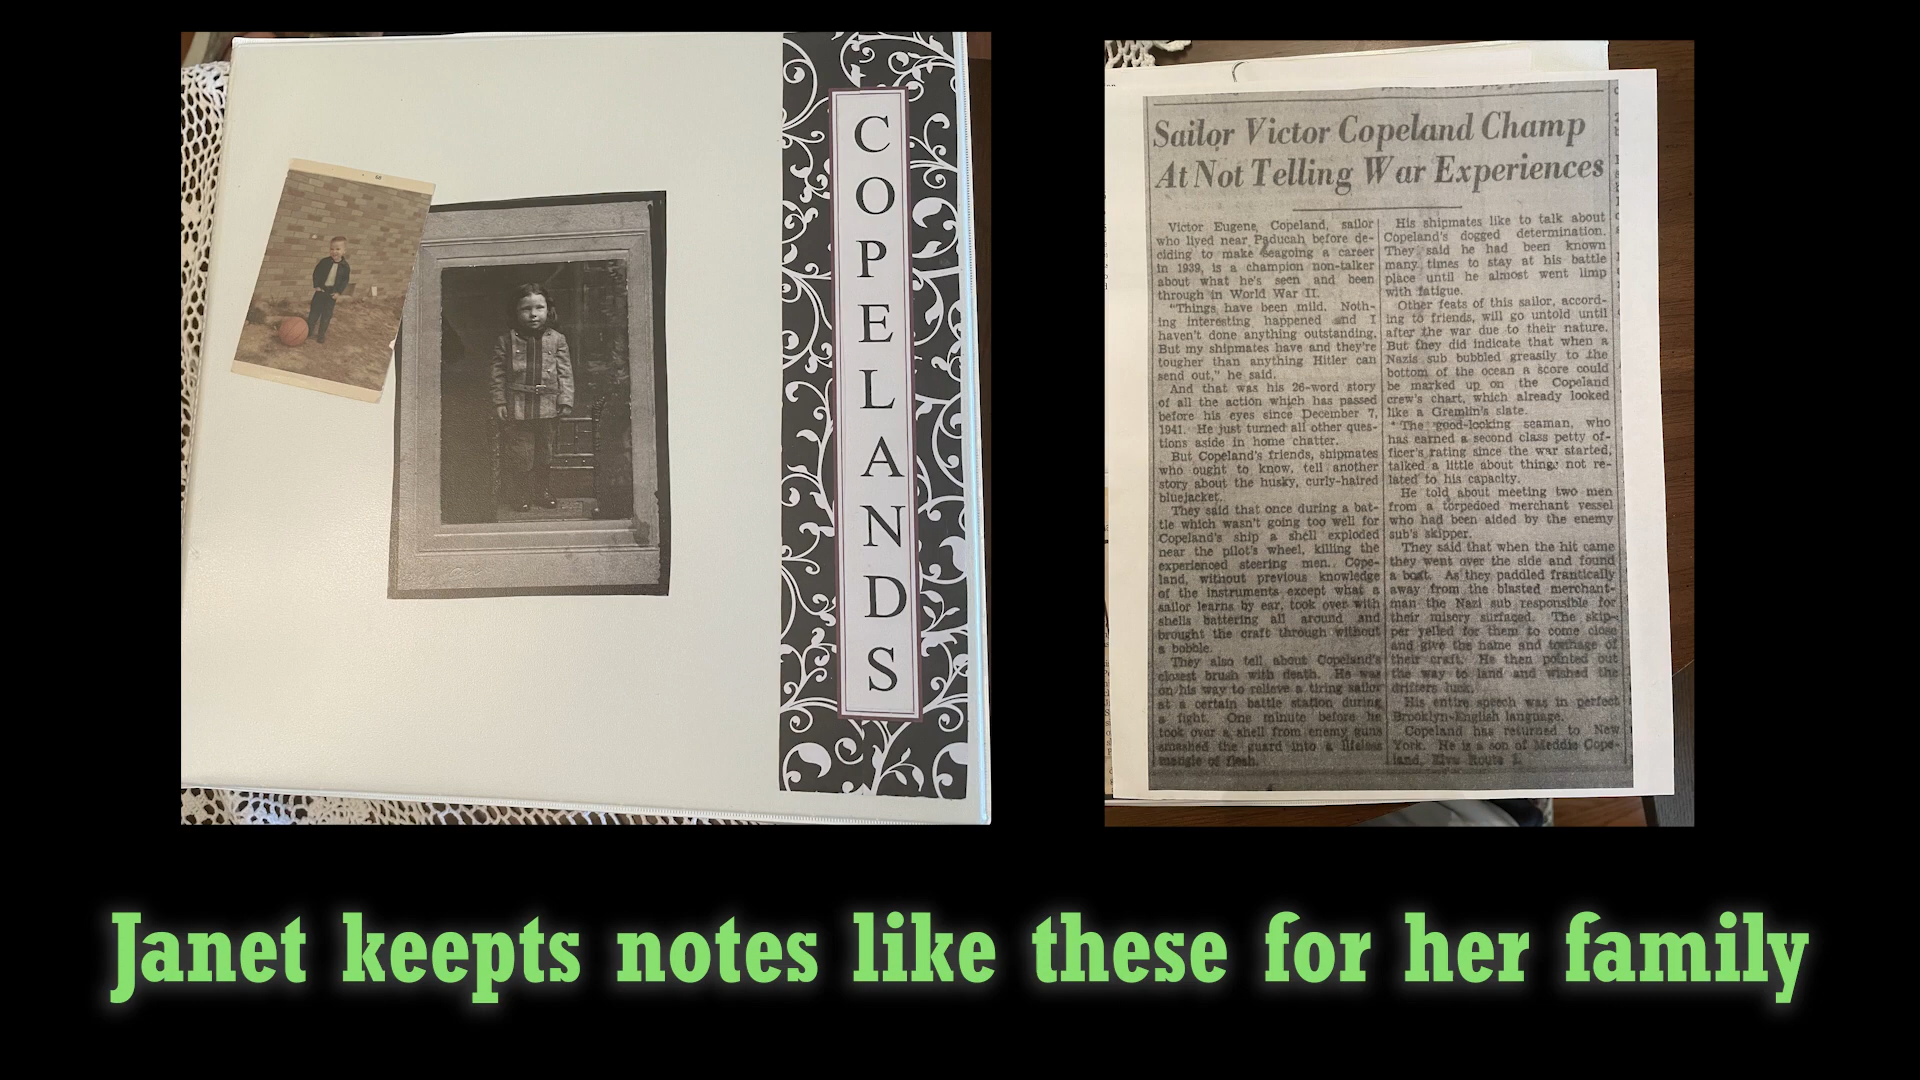 COPELANDS
Sailor Victor Copeland Champ
At Not Telling War Experiences
Victor Eugene Copeland, sailor
who lived near Paducah before de-
ciding to make seagoing a career
in 1939, is a champion non-talker
about what he's seen and been
through in World War II.
"Things have been mild. Noth-
ing interesting happened and I
haven't done anything outstanding.
But my shipmates have and they're
tougher than anything Hitler can
send out," he said.
And that was his 26-word story
of all the action which has passed
before his eyes since December 7,
1941. He just turned all other ques-
tions aside in home chatter.
But Copeland's friends, shipmates
who ought to know, tell another
story about the husky, curly-haired
bluejacket.
They said that once during a bat-
tle which wasn't going too well for
Copeland's ship a shell exploded
near the pilot's wheel, killing the
experienced steering men. Cope-
land, without previous knowledge
of the instruments except what a
sailor learns by ear, took over with
shells battering all around and
brought the craft through without
a bobble.
They also tell about Copeland's
closest brush with death. He was
on his way to relieve a tiring sailor
at a certain battle station during
a fight. One minute before he
took over a shell from enemy guns
smashed the guard into a lifeless
mangle of flesh.
His shipmates like to talk about
Copeland's dogged determination.
They said he had been known
many times to stay at his battle
place until he almost went limp
with fatigue.
Other feats of this sailor, accord-
ing to friends, will go untold until
after the war due to their nature.
But they did indicate that when a
Nazis sub bubbled greasily to the
bottom of the ocean a score could
be marked up on the Copeland
crew's chart, which already looked
like a Gremlin's slate.
The good-looking seaman, who
has earned a second class petty of-
ficer's rating since the war started,
talked a little about things not re-
lated to his capacity.
He told about meeting two men
from a torpedoed merchant vessel
who had been aided by the enemy
sub's skipper.
They said that when the hit came
they went over the side and found
a boat. As they paddled frantically
away from the blasted merchant-
man the Nazi sub responsible for
their misery surfaced. The skip-
per yelled for them to come close
and give the name and tonnage of
their craft. He then pointed out
the way to land and wished the
drifters luck.
His entire speech was in perfect
Brooklyn-English language.
Copeland has returned to New
York. He is a son of Meddie Cope-
land, Route
Janet keepts notes like these for her family